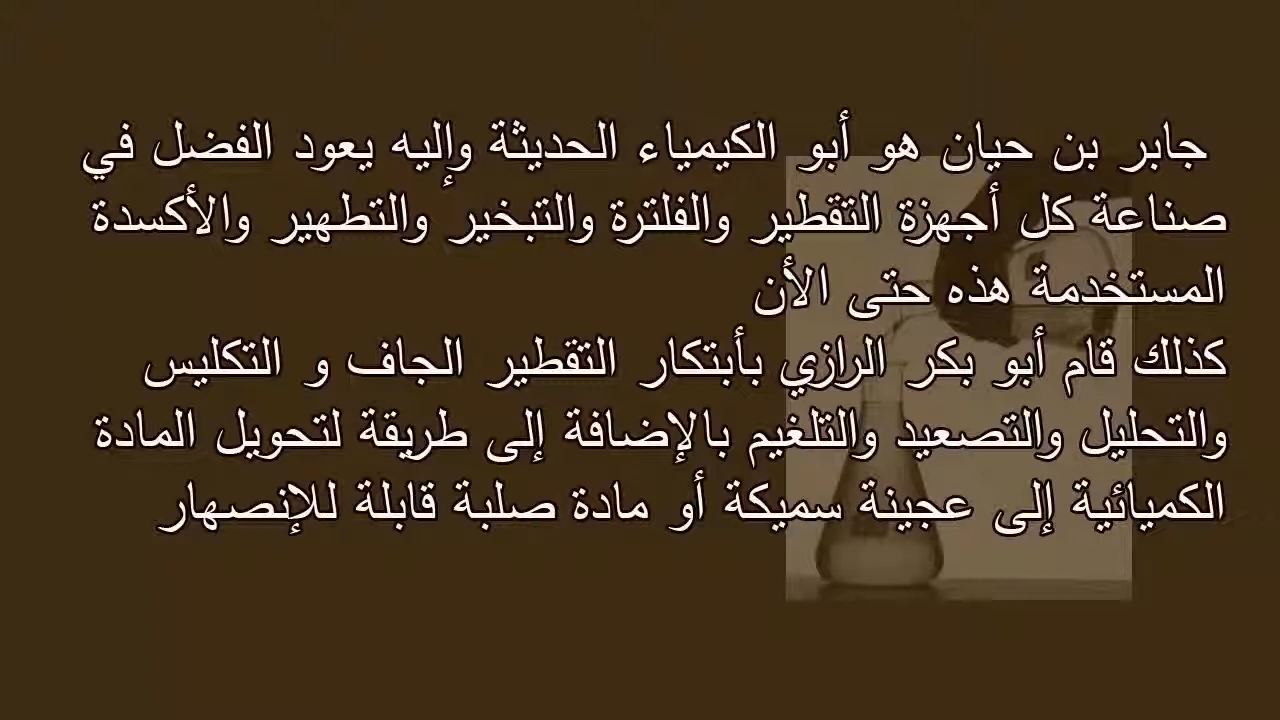 جابر بن حيان هو أبو الكيمياء الحديثة وإليه يعود الفضل في
صناعة كل أجهزة التقطير والفلترة والتبخير والتطهير والأكسدة
المستخدمة هذه حتى الأن
كذلك قام أبو بكر الرازي بأبتكار التقطير الجاف و التكليس
والتحليل والتصعيد والتلغيم بالإضافة إلى طريقة لتحويل المادة
الكميائية إلى عجينة سميكة أو مادة صلبة قابلة للإنصهار